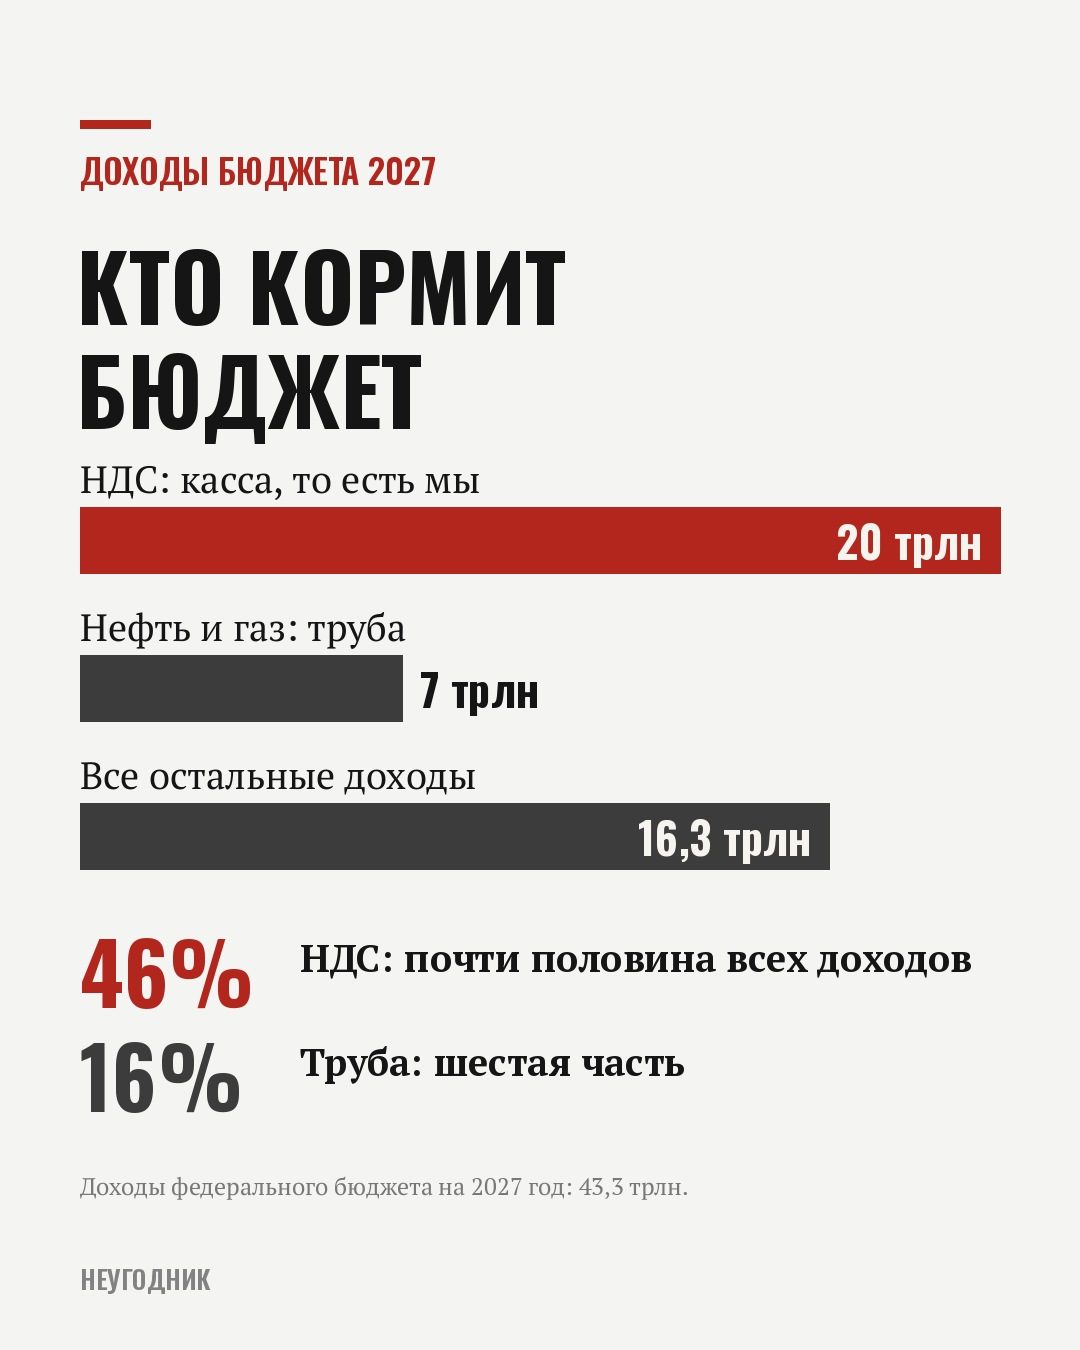 ДОХОДЫ БЮДЖЕТА 2027
КТО КОРМИТ
БЮДЖЕТ
НДС: касса, то есть мы
20 трлн
Нефть и газ: труба
7 трлн
Все остальные доходы
16,3 трлн
46% НДС: почти половина всех доходов
16% Труба: шестая часть
Доходы федерального бюджета на 2027 год: 43,3 трлн.
НЕУГОДНИК